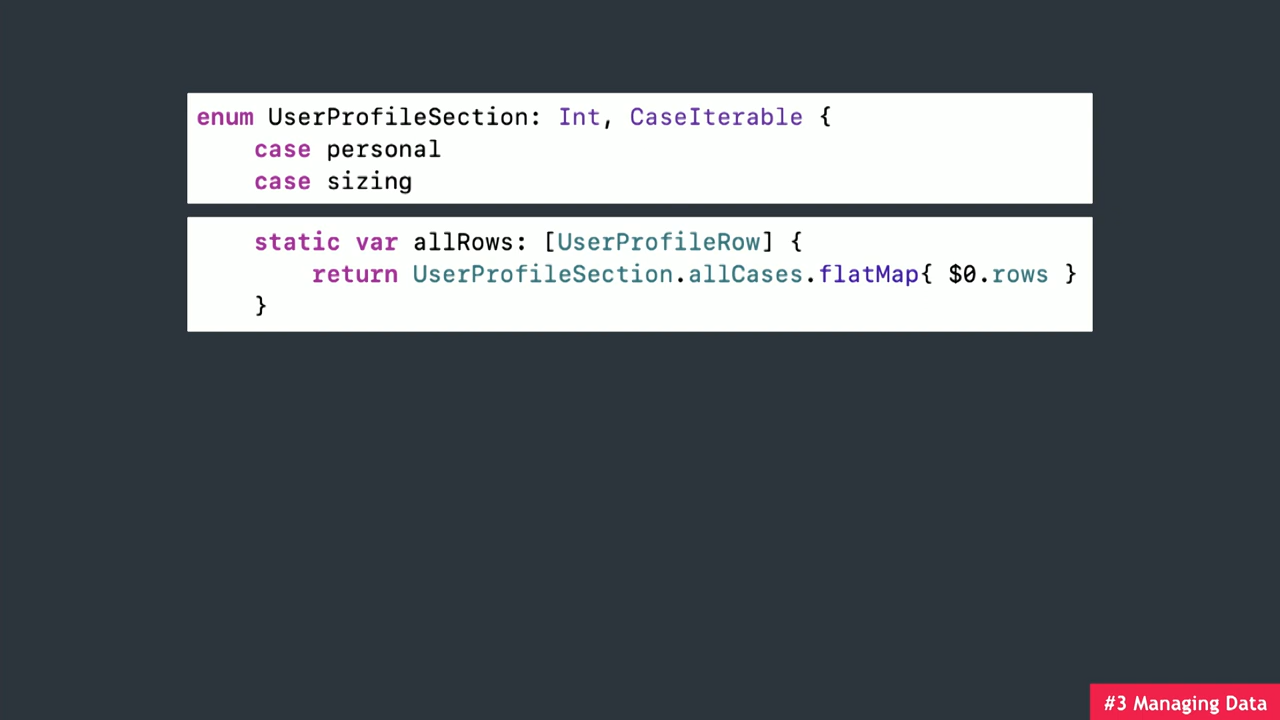 enum UserProfileSection: Int, CaseIterable {
    case personal
    case sizing
    static var allRows: [UserProfileRow] {
        return UserProfileSection.allCases.flatMap{ $0.rows }
    }
#3 Managing Data